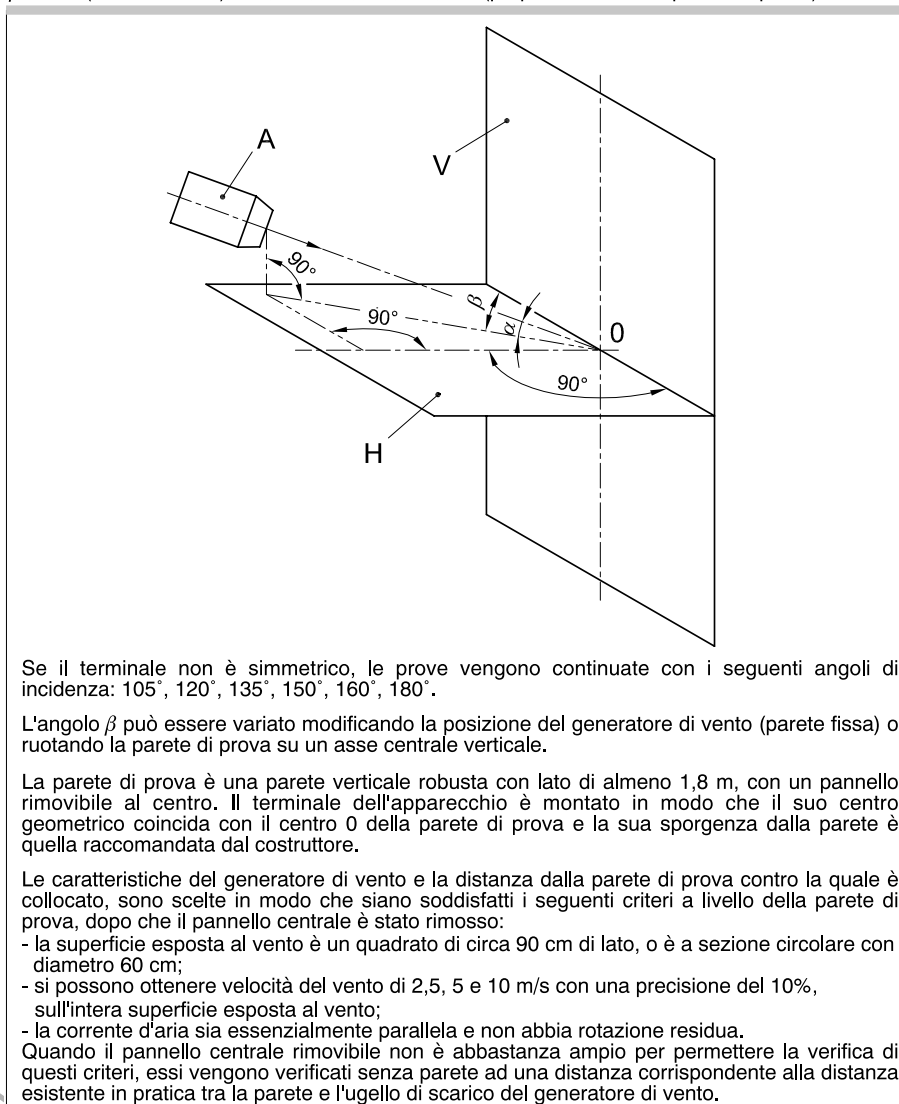 A
V
90°
β
α
90°
0
90°
H
Se il terminale non è simmetrico, le prove vengono continuate con i seguenti angoli di
incidenza: 105°, 120°, 135°, 150°, 160°, 180°.
L'angolo β può essere variato modificando la posizione del generatore di vento (parete fissa) o
ruotando la parete di prova su un asse centrale verticale.
La parete di prova è una parete verticale robusta con lato di almeno 1,8 m, con un pannello
rimovibile al centro. Il terminale dell'apparecchio è montato in modo che il suo centro
geometrico coincida con il centro 0 della parete di prova e la sua sporgenza dalla parete è
quella raccomandata dal costruttore.
Le caratteristiche del generatore di vento e la distanza dalla parete di prova contro la quale è
collocato, sono scelte in modo che siano soddisfatti i seguenti criteri a livello della parete di
prova, dopo che il pannello centrale è stato rimosso:
- la superficie esposta al vento è un quadrato di circa 90 cm di lato, o è a sezione circolare con
diametro 60 cm;
- si possono ottenere velocità del vento di 2,5, 5 e 10 m/s con una precisione del 10%,
sull'intera superficie esposta al vento;
- la corrente d'aria sia essenzialmente parallela e non abbia rotazione residua.
Quando il pannello centrale rimovibile non è abbastanza ampio per permettere la verifica di
questi criteri, essi vengono verificati senza parete ad una distanza corrispondente alla distanza
esistente in pratica tra la parete e l'ugello di scarico del generatore di vento.